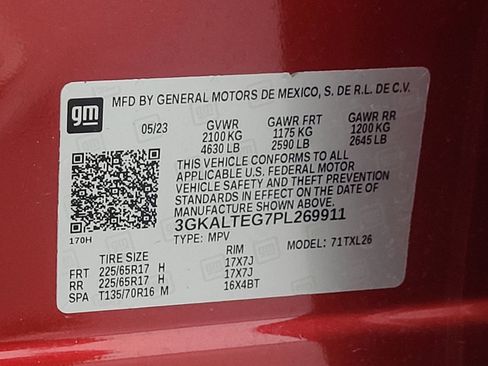 gm
MFD BY GENERAL MOTORS DE MEXICO, S. DE R.L. DE C.V.
05/23 GVWR GAWR FRT GAWR RR
2100 KG 1175 KG 1200 KG
4630 LB 2590 LB 2645 LB
THIS VEHICLE CONFORMS TO ALL
APPLICABLE U.S. FEDERAL MOTOR
VEHICLE SAFETY AND THEFT PREVENTION
STANDARDS IN EFFECT ON THE DATE OF
MANUFACTURE SHOWN ABOVE.
3GKALTEG7PL269911
170H TYPE: MPV 71TXL26
TIRE SIZE RIM
FRT 225/65R17 H 17X7J
RR 225/65R17 H 17X7J
SPA T135/70R16 M 16X4BT